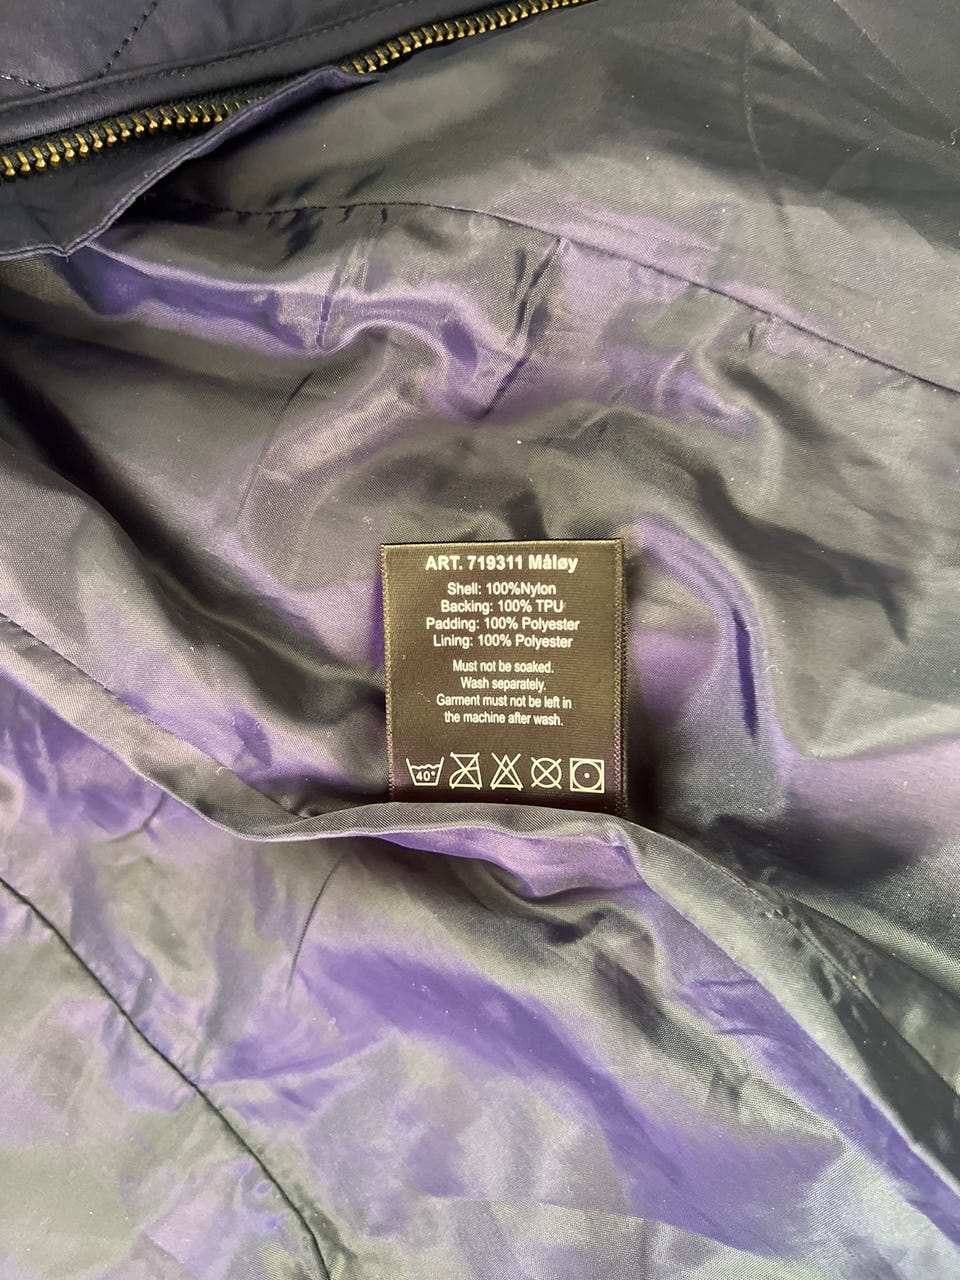 ART. 719311 Måløy
Shell: 100%Nylon
Backing: 100% TPU
Padding: 100% Polyester
Lining: 100% Polyester
Must not be soaked.
Wash separately.
Garment must not be left in
the machine after wash.
40°